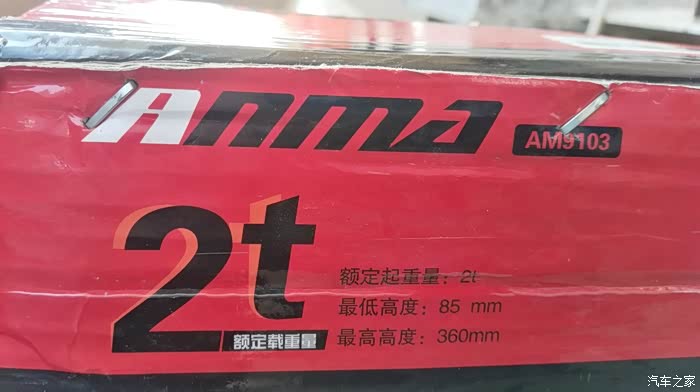 ANMA
AM9103
2t
额定载重量
额定起重量：2t
最低高度：85 mm
最高高度：360mm
汽车之家